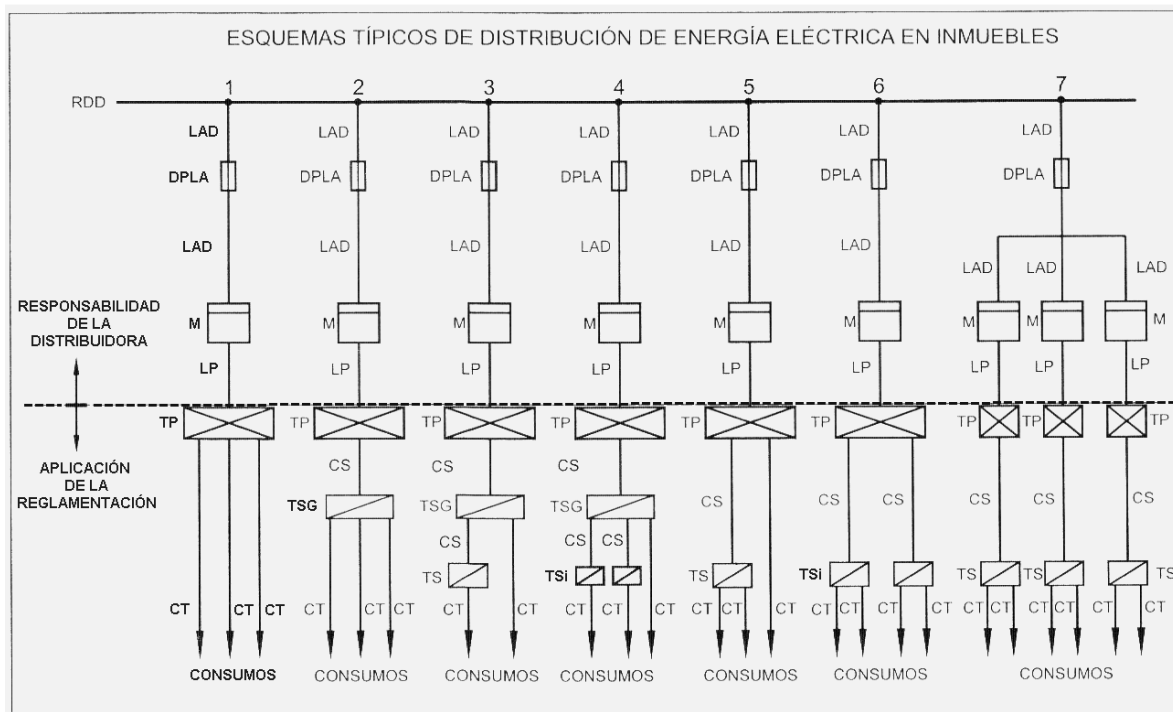 ESQUEMAS TÍPICOS DE DISTRIBUCIÓN DE ENERGÍA ELÉCTRICA EN INMUEBLES
1 2 3 4 5 6 7
RDD
LAD LAD LAD LAD LAD LAD LAD
DPLA DPLA DPLA DPLA DPLA DPLA DPLA
LAD LAD LAD LAD LAD LAD
LAD LAD LAD
RESPONSABILIDAD
DE LA
DISTRIBUIDORA
M M M M M M M M M
LP LP LP LP LP LP LP LP LP
TP TP TP TP TP TP TP TP TP
APLICACIÓN
DE LA
REGLAMENTACIÓN
CS CS CS
CS CS CS CS CS CS
TSG TSG TSG
CS CS CS
TS TSi TS TSi TS TS TS
CT CT CT CT CT CT CT CT CT CT CT CT CT CT CT CT CT CT CT CT
CONSUMOS CONSUMOS CONSUMOS CONSUMOS CONSUMOS CONSUMOS CONSUMOS